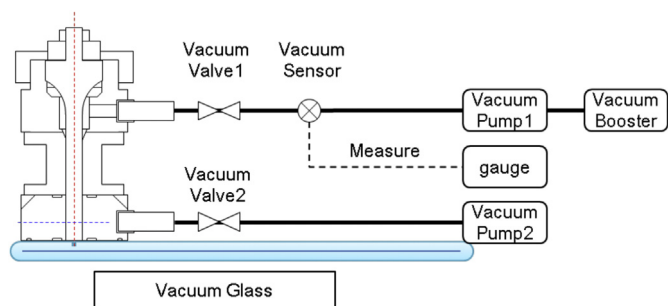 Vacuum
Valve1
Vacuum
Sensor
Vacuum
Pump1
Vacuum
Booster
Measure
gauge
Vacuum
Valve2
Vacuum
Pump2
Vacuum Glass